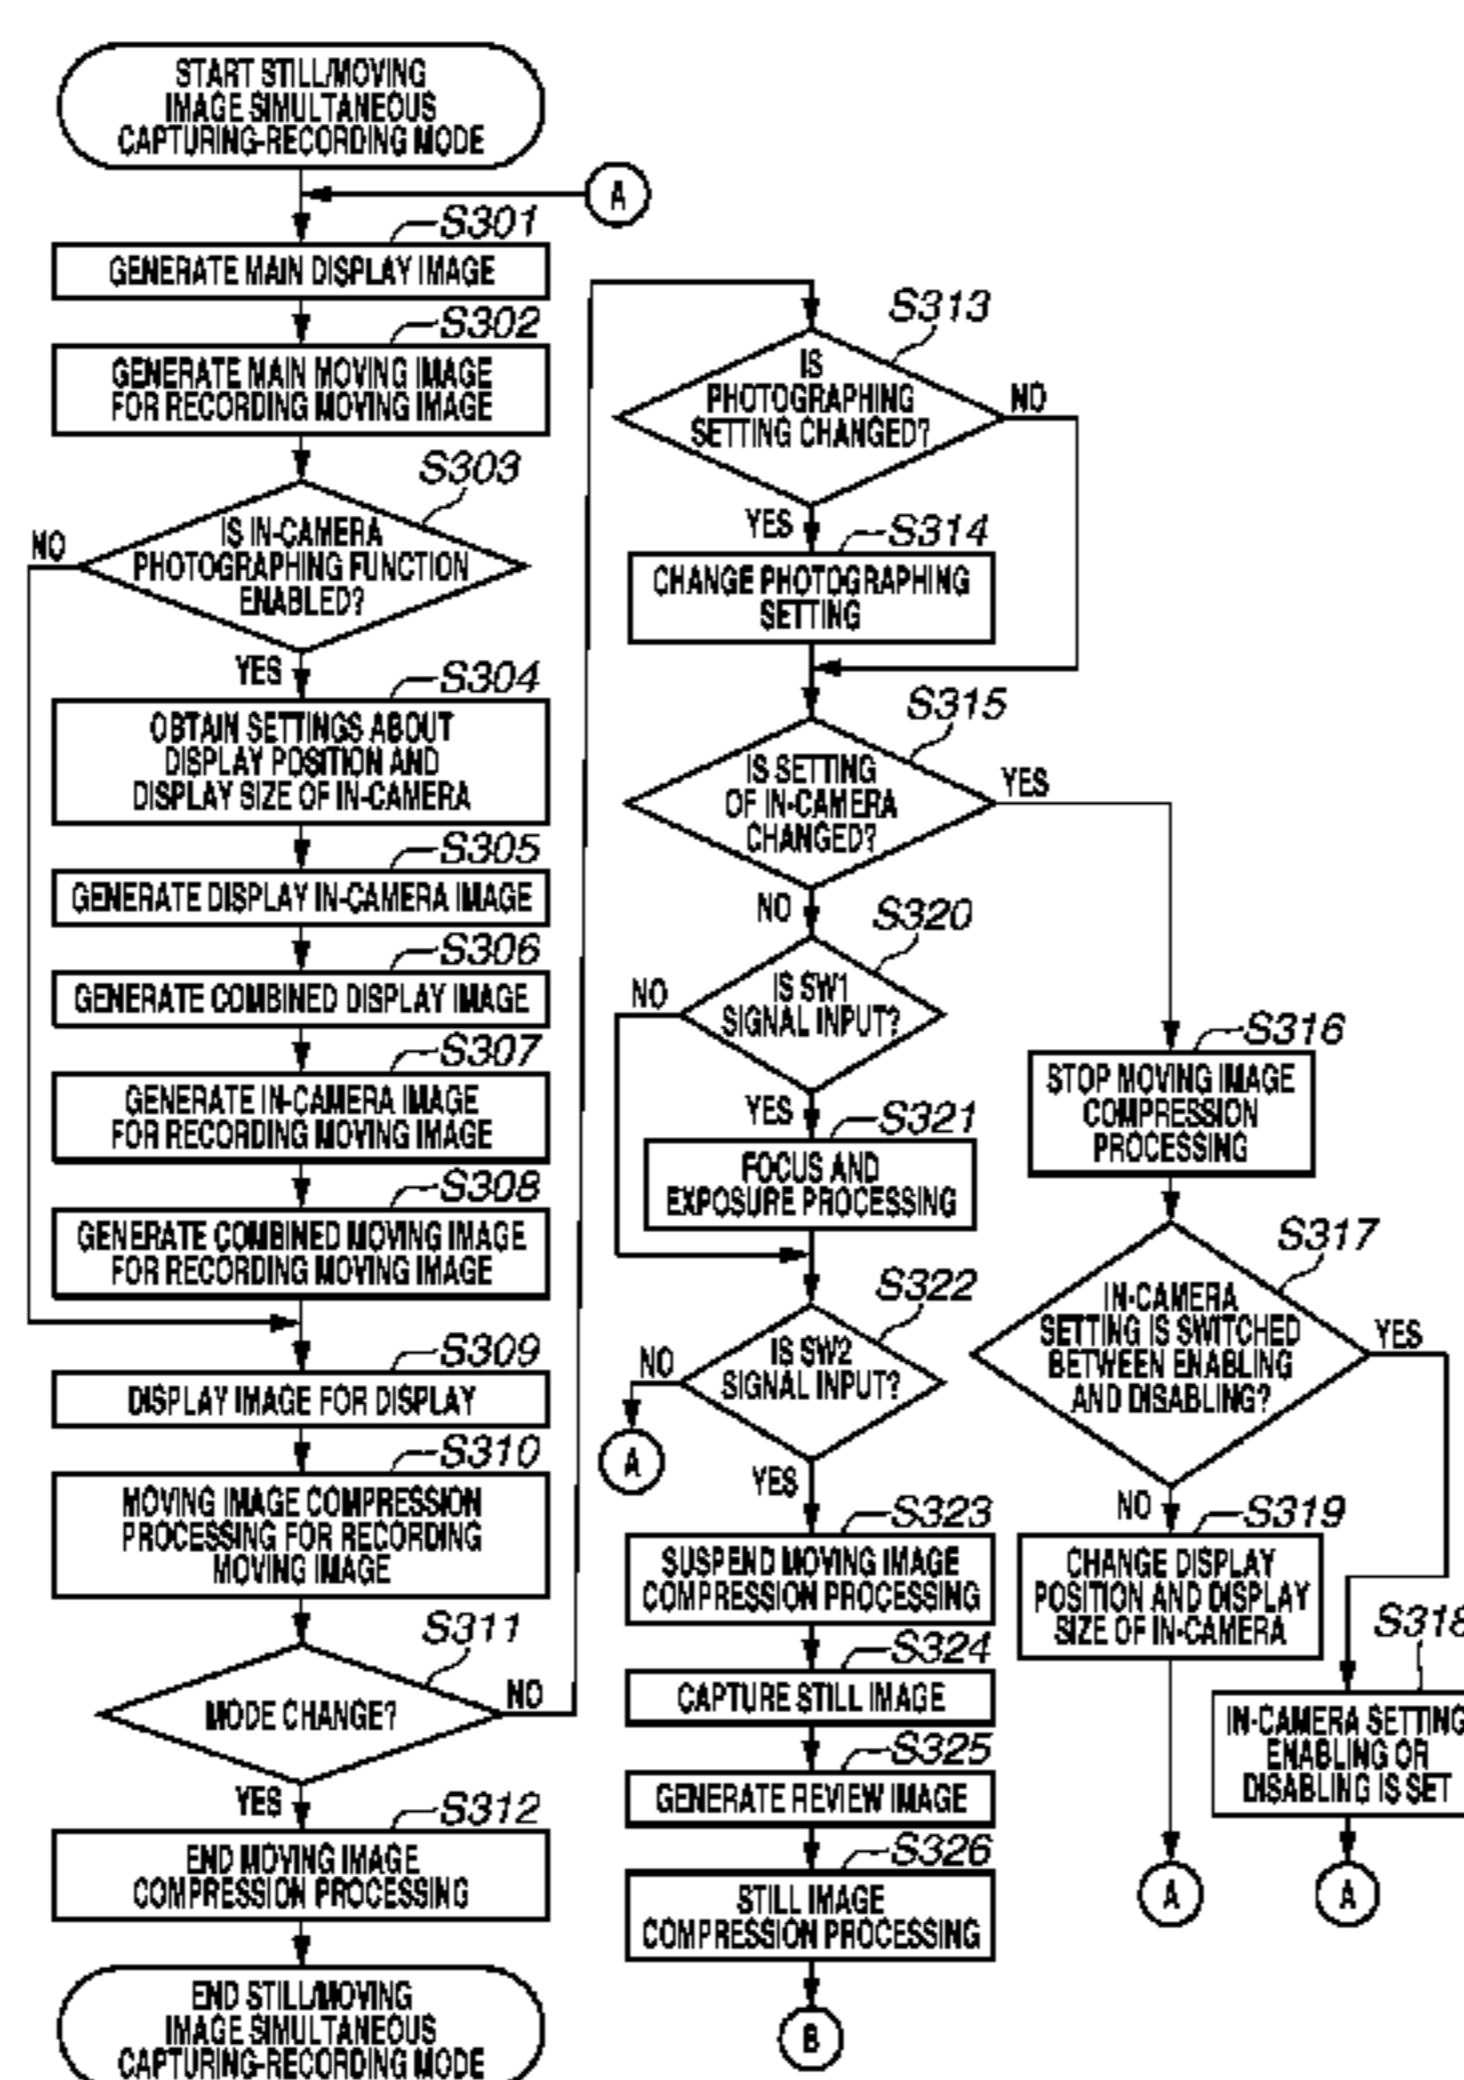 START STILL/MOVING
IMAGE SIMULTANEOUS
CAPTURING-RECORDING MODE
A
S301
GENERATE MAIN DISPLAY IMAGE
S302
GENERATE MAIN MOVING IMAGE
FOR RECORDING MOVING IMAGE
S303
IS IN-CAMERA
PHOTOGRAPHING FUNCTION
ENABLED?
NO
YES
S304
OBTAIN SETTINGS ABOUT
DISPLAY POSITION AND
DISPLAY SIZE OF IN-CAMERA
S305
GENERATE DISPLAY IN-CAMERA IMAGE
S306
GENERATE COMBINED DISPLAY IMAGE
S307
GENERATE IN-CAMERA IMAGE
FOR RECORDING MOVING IMAGE
S308
GENERATE COMBINED MOVING IMAGE
FOR RECORDING MOVING IMAGE
S309
DISPLAY IMAGE FOR DISPLAY
S310
MOVING IMAGE COMPRESSION
PROCESSING FOR RECORDING
MOVING IMAGE
S311
MODE CHANGE?
NO
YES
S312
END MOVING IMAGE
COMPRESSION PROCESSING
END STILL/MOVING
IMAGE SIMULTANEOUS
CAPTURING-RECORDING MODE
S313
IS
PHOTOGRAPHING
SETTING CHANGED?
NO
YES
S314
CHANGE PHOTOGRAPHING
SETTING
S315
IS SETTING
OF IN-CAMERA
CHANGED?
YES
NO
S320
IS SW1
SIGNAL INPUT?
NO
YES
S321
FOCUS AND
EXPOSURE PROCESSING
S322
IS SW2
SIGNAL INPUT?
NO
A
YES
S323
SUSPEND MOVING IMAGE
COMPRESSION PROCESSING
S324
CAPTURE STILL IMAGE
S325
GENERATE REVIEW IMAGE
S326
STILL IMAGE
COMPRESSION PROCESSING
B
S316
STOP MOVING IMAGE
COMPRESSION
PROCESSING
S317
IN-CAMERA
SETTING IS SWITCHED
BETWEEN ENABLING
AND DISABLING?
YES
NO
S319
CHANGE DISPLAY
POSITION AND DISPLAY
SIZE OF IN-CAMERA
A
S318
IN-CAMERA SETTING
ENABLING OR
DISABLING IS SET
A